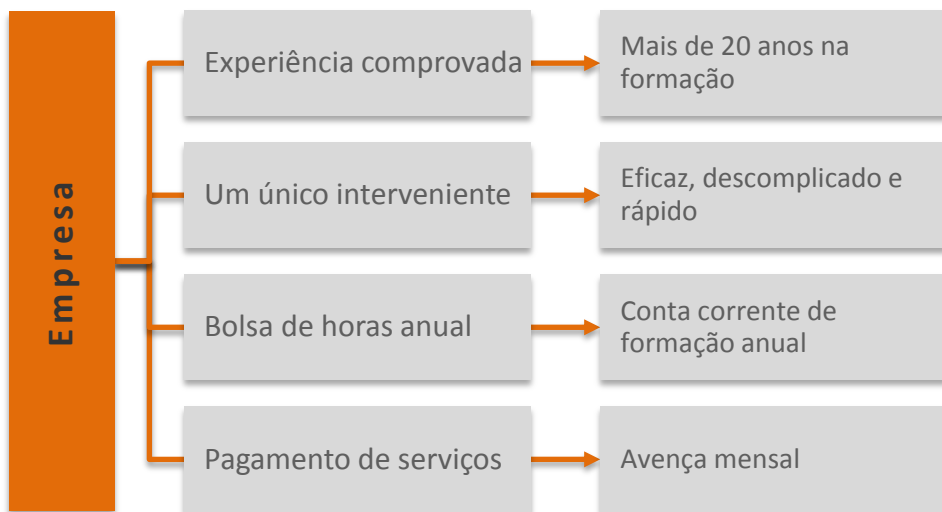 Empresa
Experiência comprovada
Mais de 20 anos na
formação
Um único interveniente
Eficaz, descomplicado e
rápido
Bolsa de horas anual
Conta corrente de
formação anual
Pagamento de serviços
Avença mensal